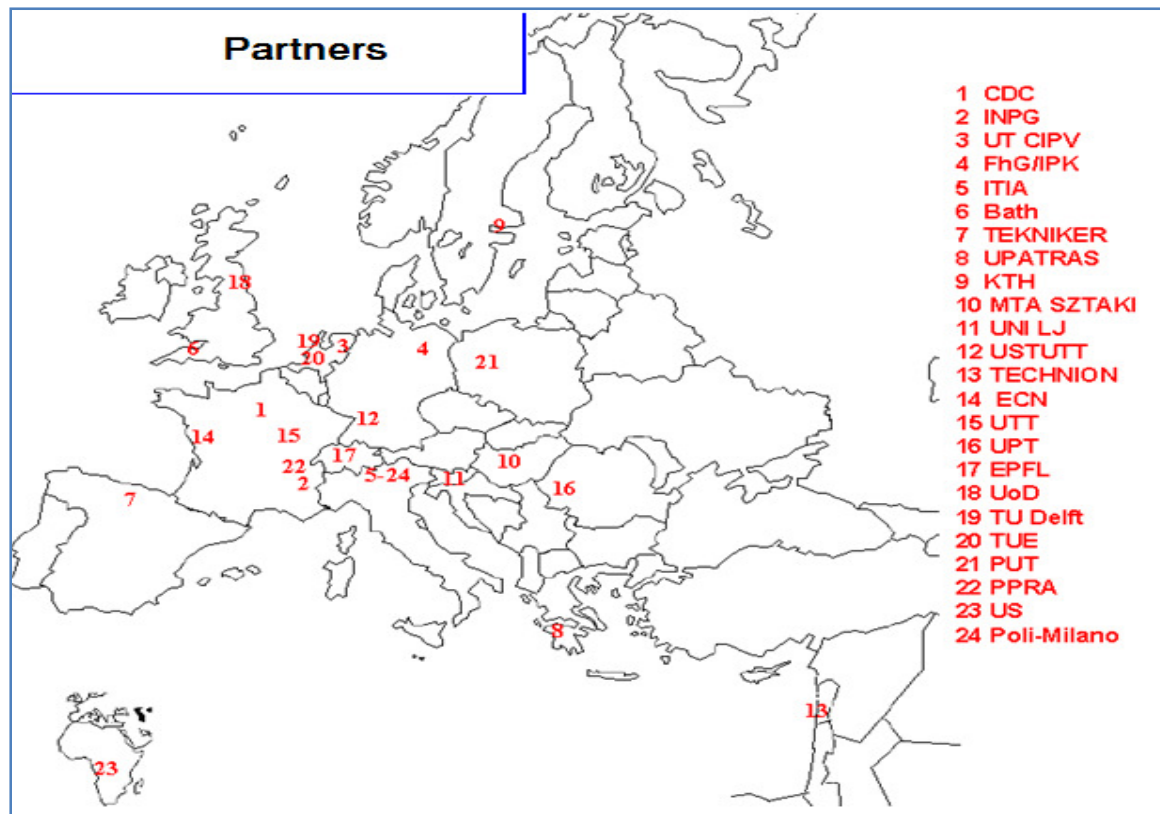 Partners
1 CDC
2 INPG
3 UT CIPV
4 FhG/IPK
5 ITIA
6 Bath
7 TEKNIKER
8 UPATRAS
9 KTH
10 MTA SZTAKI
11 UNI LJ
12 USTUTT
13 TECHNION
14 ECN
15 UTT
16 UPT
17 EPFL
18 UoD
19 TU Delft
20 TUE
21 PUT
22 PPRA
23 US
24 Poli-Milano
9
18
19
6
3
4
20
21
1
12
14
15
17
22
10
5-24
2
11
16
7
8
13
23